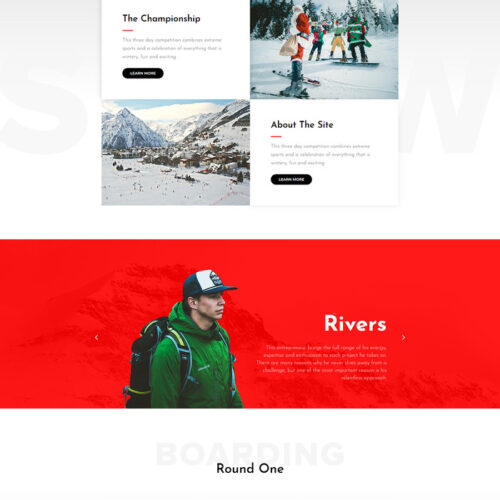 The Championship
This three day competition combines extreme
sports and a celebration of everything that is
wintery, fun and exciting.
LEARN MORE
S
W
About The Site
This three day competition combines extreme
sports and a celebration of everything that is
wintery, fun and exciting.
LEARN MORE
Rivers
This entrepreneur brings the full range of his energy,
expertise and enthusiasm to each project he takes on.
There are many reasons why he never shies away from a
challenge, but one of the most important reason is his
relentless approach.
BOARDING
Round One